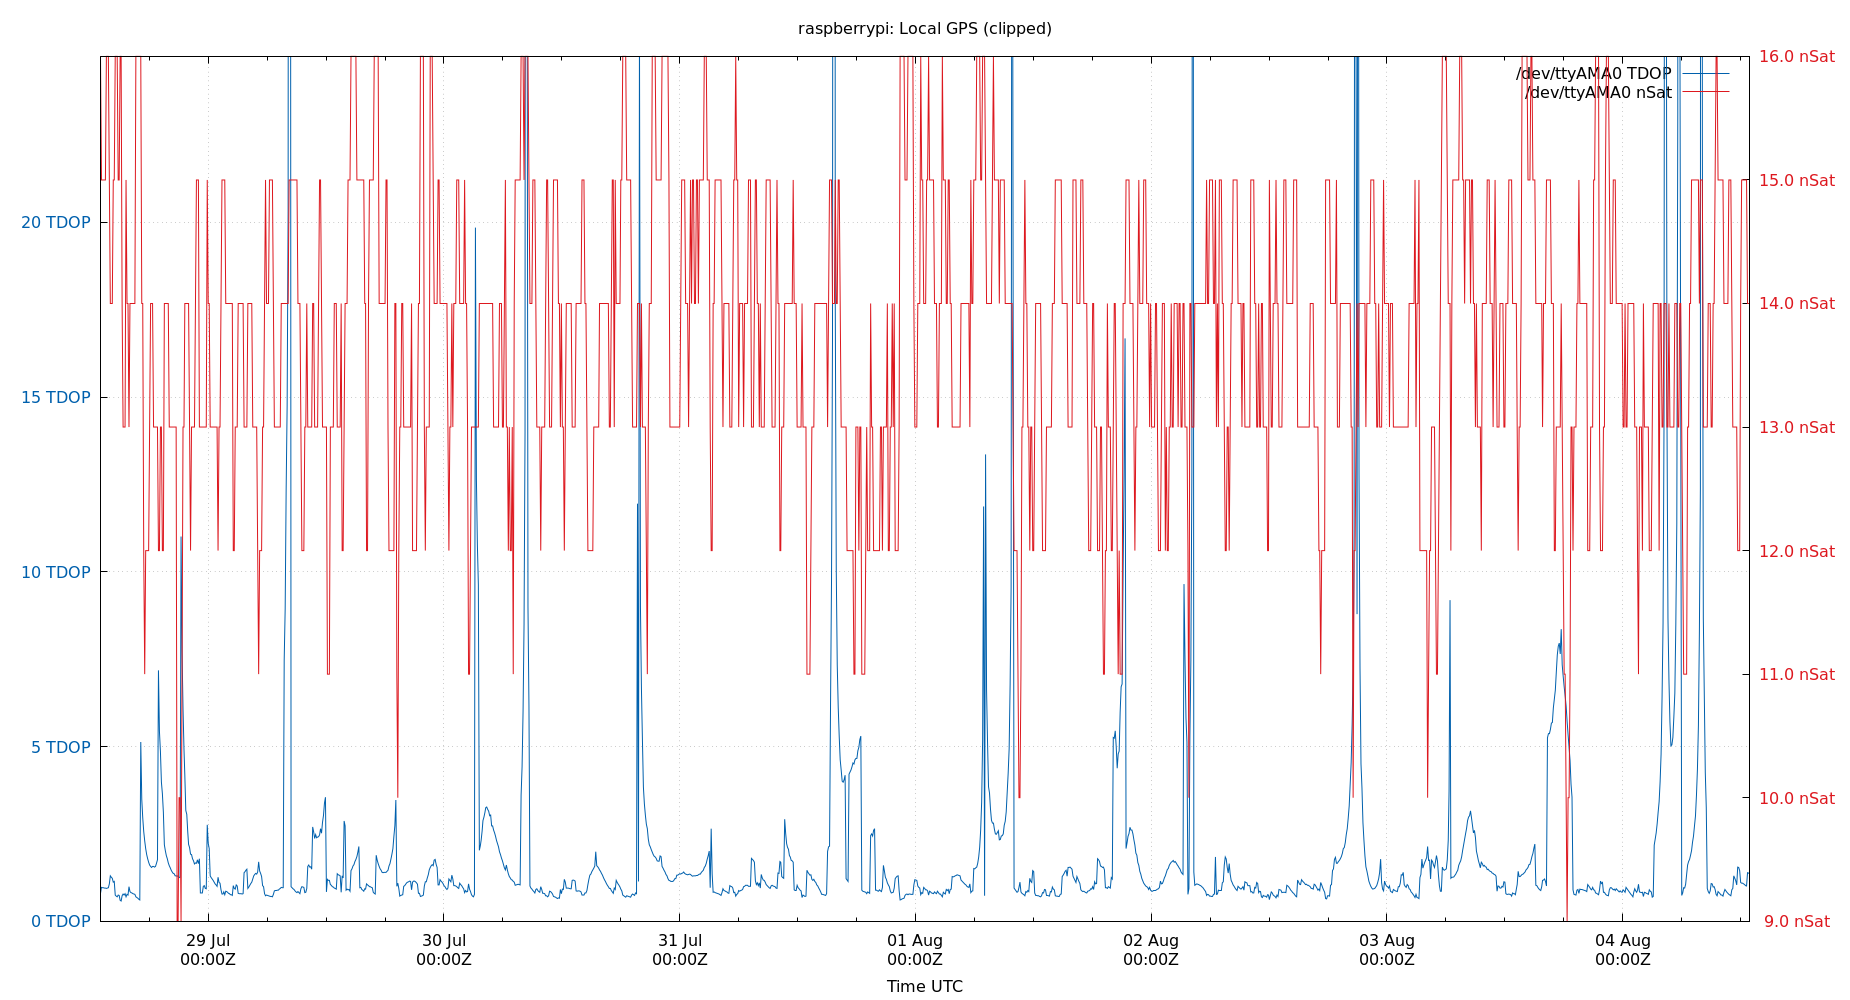 raspberrypi: Local GPS (clipped)
/dev/ttyAMA0 TDOP
/dev/ttyAMA0 nSat
20 TDOP
15 TDOP
10 TDOP
5 TDOP
0 TDOP
16.0 nSat
15.0 nSat
14.0 nSat
13.0 nSat
12.0 nSat
11.0 nSat
10.0 nSat
9.0 nSat
29 Jul 30 Jul 31 Jul 01 Aug 02 Aug 03 Aug 04 Aug
00:00Z 00:00Z 00:00Z 00:00Z 00:00Z 00:00Z 00:00Z
Time UTC